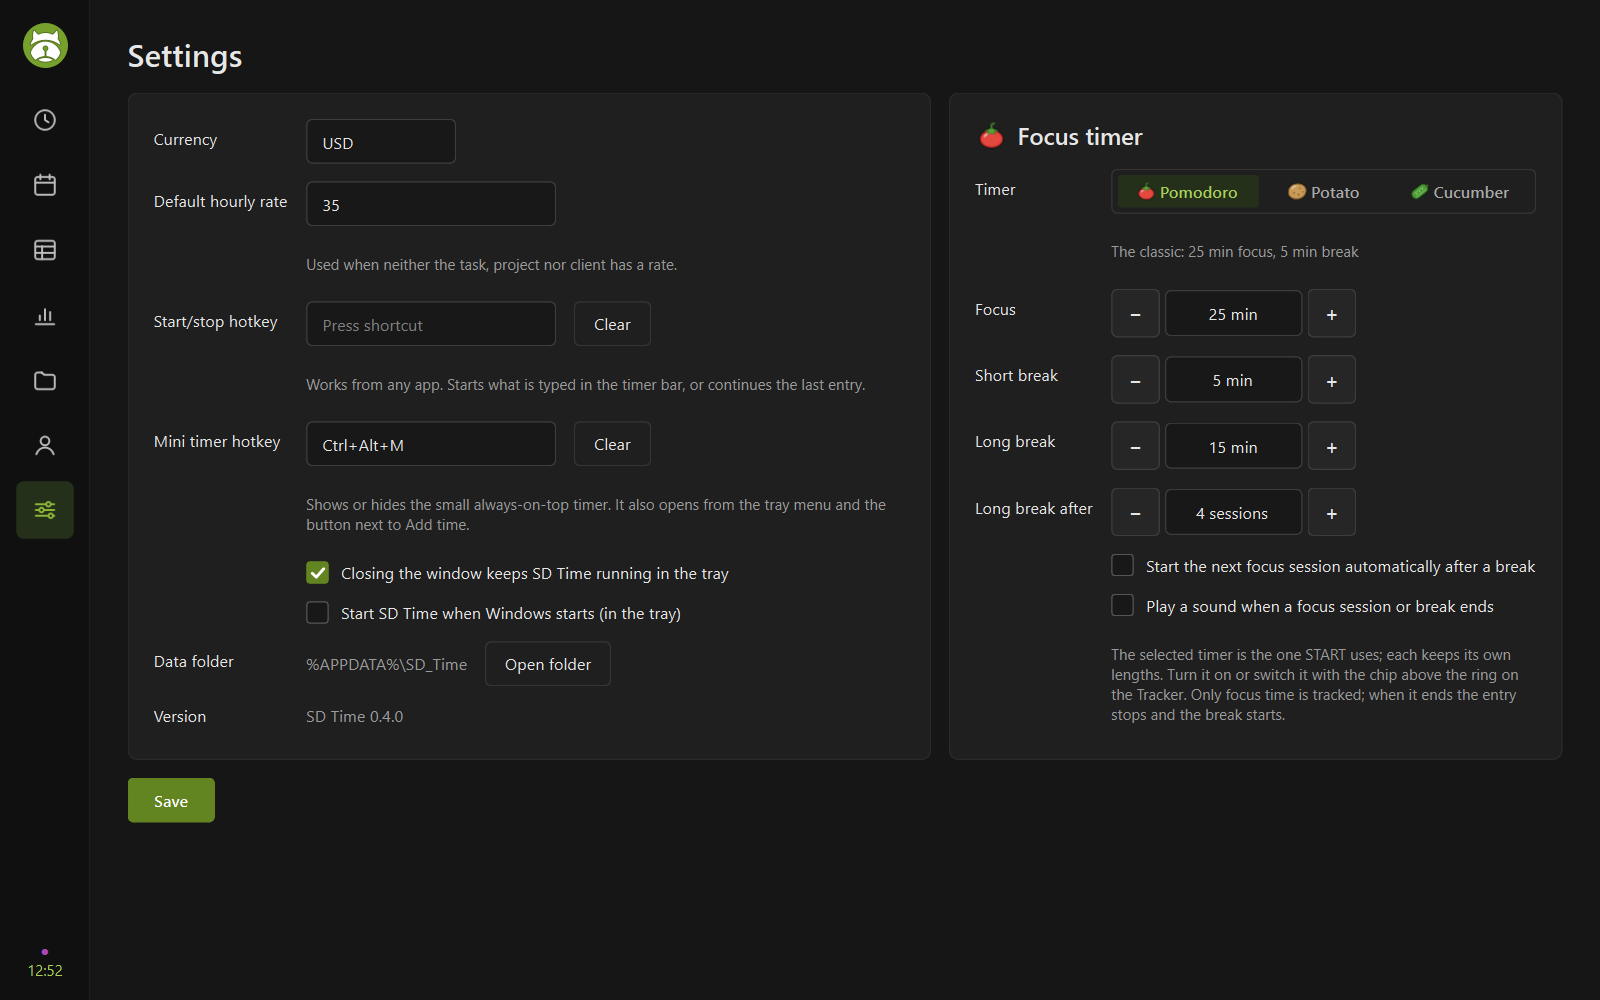 Settings
Currency
USD
Default hourly rate
35
Used when neither the task, project nor client has a rate.
Start/stop hotkey
Press shortcut
Clear
Works from any app. Starts what is typed in the timer bar, or continues the last entry.
Mini timer hotkey
Ctrl+Alt+M
Clear
Shows or hides the small always-on-top timer. It also opens from the tray menu and the
button next to Add time.
Closing the window keeps SD Time running in the tray
Start SD Time when Windows starts (in the tray)
Data folder
%APPDATA%\SD_Time
Open folder
Version
SD Time 0.4.0
Focus timer
Timer
Pomodoro
Potato
Cucumber
The classic: 25 min focus, 5 min break
Focus
−
25 min
+
Short break
−
5 min
+
Long break
−
15 min
+
Long break after
−
4 sessions
+
Start the next focus session automatically after a break
Play a sound when a focus session or break ends
The selected timer is the one START uses; each keeps its own
lengths. Turn it on or switch it with the chip above the ring on
the Tracker. Only focus time is tracked; when it ends the entry
stops and the break starts.
Save
12:52